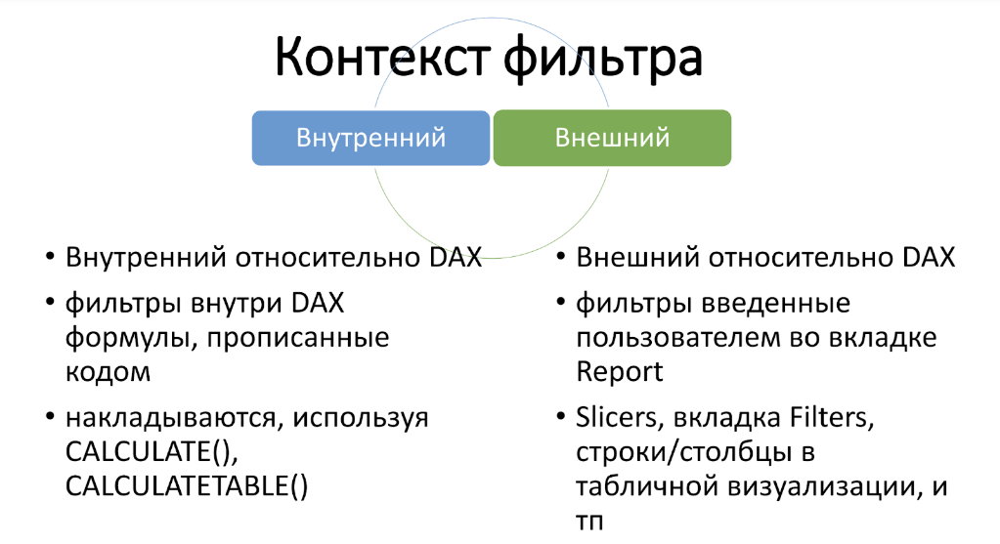 Контекст фильтра
Внутренний
Внешний
• Внутренний относительно DAX
• фильтры внутри DAX
формулы, прописанные
кодом
• накладываются, используя
CALCULATE(),
CALCULATETABLE()
• Внешний относительно DAX
• фильтры введенные
пользователем во вкладке
Report
• Slicers, вкладка Filters,
строки/столбцы в
табличной визуализации, и
тп